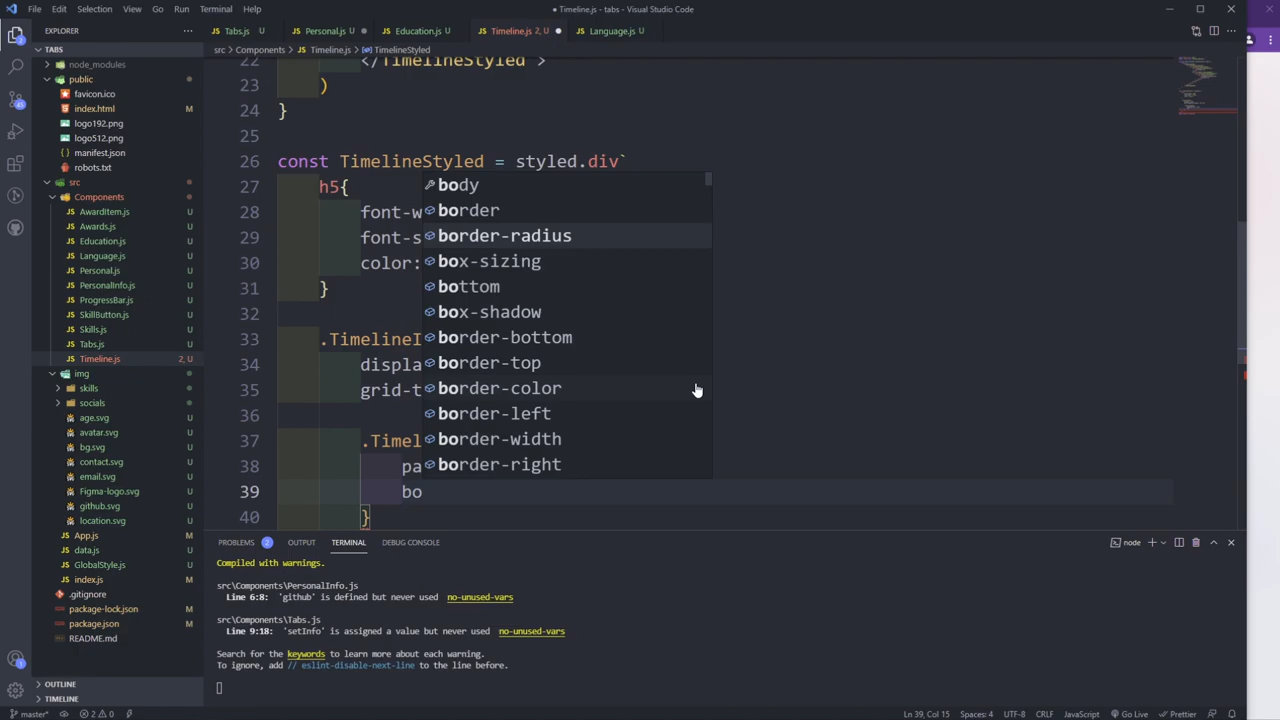 File Edit Selection View Go Run Terminal Help
● Timeline.js - tabs - Visual Studio Code
EXPLORER
TABS
node_modules
public
favicon.ico
index.html M
logo192.png
logo512.png
manifest.json
robots.txt
src
Components
AwardItem.js
Awards.js
Education.js
Language.js
Personal.js
PersonalInfo.js
ProgressBar.js
SkillButton.js
Skills.js
Tabs.js
Timeline.js 2, U
img
skills
socials
age.svg
avatar.svg
bg.svg
contact.svg
email.svg
Figma-logo.svg
github.svg
location.svg
App.js M
data.js
GlobalStyle.js
index.js M
.gitignore
package-lock.json M
package.json M
README.md
OUTLINE
TIMELINE
Tabs.js U
Personal.js U
Education.js U
Timeline.js 2, U
Language.js U
src > Components > Timeline.js > TimelineStyled
22 </TimelineStyled >
23 )
24 }
25
26 const TimelineStyled = styled.div`
27 h5{
28 font-w
29 font-s
30 color:
31 }
32
33 .TimelineI
34 displa
35 grid-t
36
37 .Timel
38 pa
39 bo
40 }
body
border
border-radius
box-sizing
bottom
box-shadow
border-bottom
border-top
border-color
border-left
border-width
border-right
PROBLEMS 2 OUTPUT TERMINAL DEBUG CONSOLE
node
Compiled with warnings.
src\Components\PersonalInfo.js
Line 6:8: 'github' is defined but never used no-unused-vars
src\Components\Tabs.js
Line 9:18: 'setInfo' is assigned a value but never used no-unused-vars
Search for the keywords to learn more about each warning.
To ignore, add // eslint-disable-next-line to the line before.
master* 2 0
Ln 39, Col 15 Spaces: 4 UTF-8 CRLF JavaScript Go Live Prettier